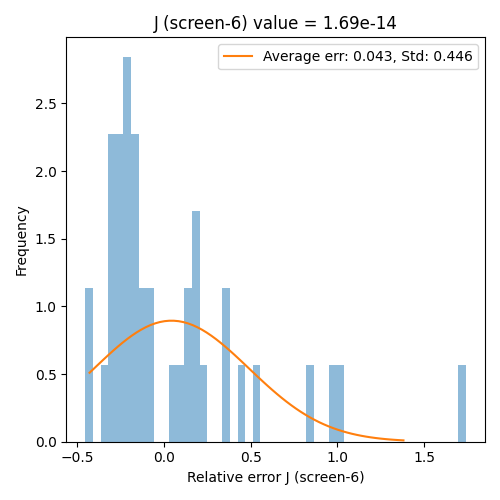 J (screen-6) value = 1.69e-14
Average err: 0.043, Std: 0.446
Frequency
2.5
2.0
1.5
1.0
0.5
0.0
−0.5 0.0 0.5 1.0 1.5
Relative error J (screen-6)